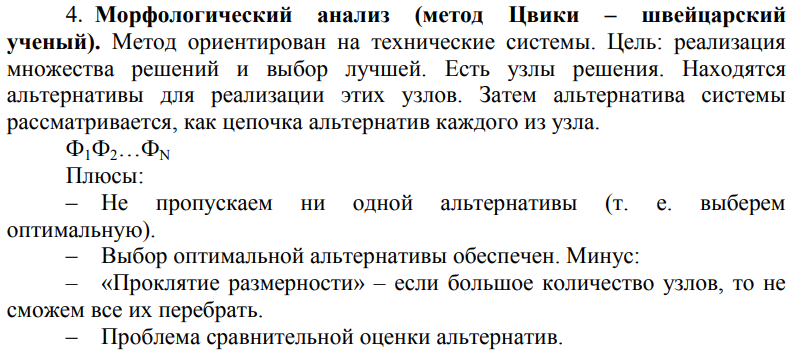 4. Морфологический анализ (метод Цвики – швейцарский
ученый). Метод ориентирован на технические системы. Цель: реализация
множества решений и выбор лучшей. Есть узлы решения. Находятся
альтернативы для реализации этих узлов. Затем альтернатива системы
рассматривается, как цепочка альтернатив каждого из узла.
Ф1Ф2…ФN
Плюсы:
– Не пропускаем ни одной альтернативы (т. е. выберем
оптимальную).
– Выбор оптимальной альтернативы обеспечен. Минус:
– «Проклятие размерности» – если большое количество узлов, то не
сможем все их перебрать.
– Проблема сравнительной оценки альтернатив.